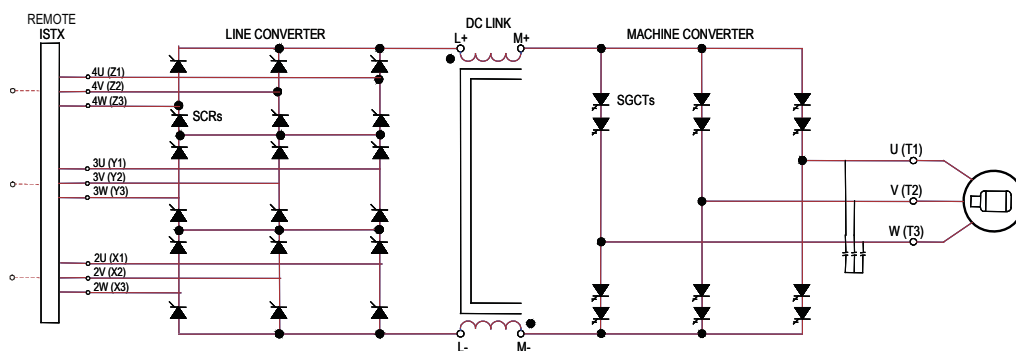 REMOTE
ISTX
LINE CONVERTER
DC LINK
L+
M+
MACHINE CONVERTER
4U (Z1)
4V (Z2)
4W (Z3)
SCRs
SGCTs
3U (Y1)
3V (Y2)
3W (Y3)
U (T1)
V (T2)
W (T3)
2U (X1)
2V (X2)
2W (X3)
L-
M-